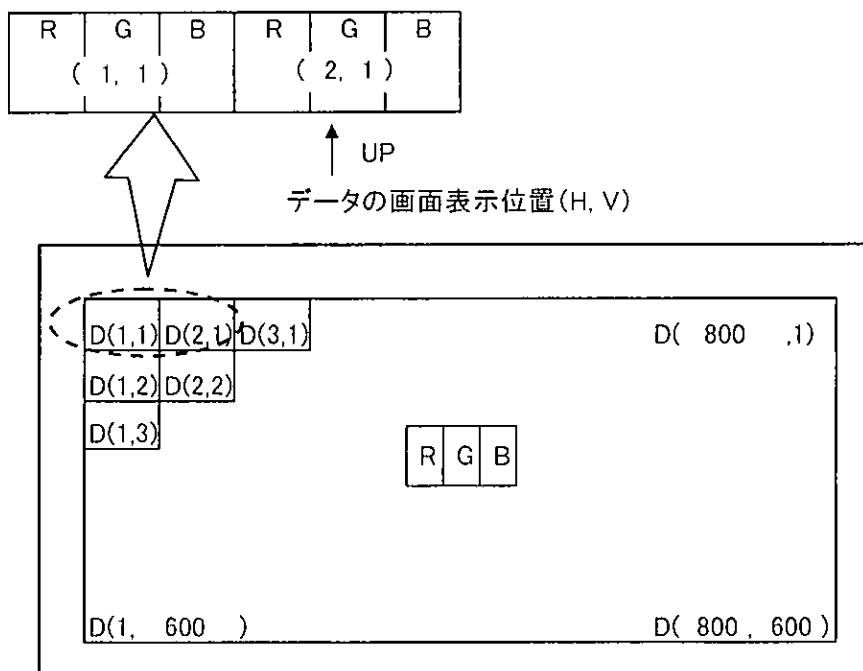 R G B R G B
( 1, 1 ) ( 2, 1 )
UP
データの画面表示位置(H, V)
D(1,1) D(2,1) D(3,1) D( 800 ,1)
D(1,2) D(2,2)
D(1,3)
R G B
D(1, 600 ) D( 800 , 600 )